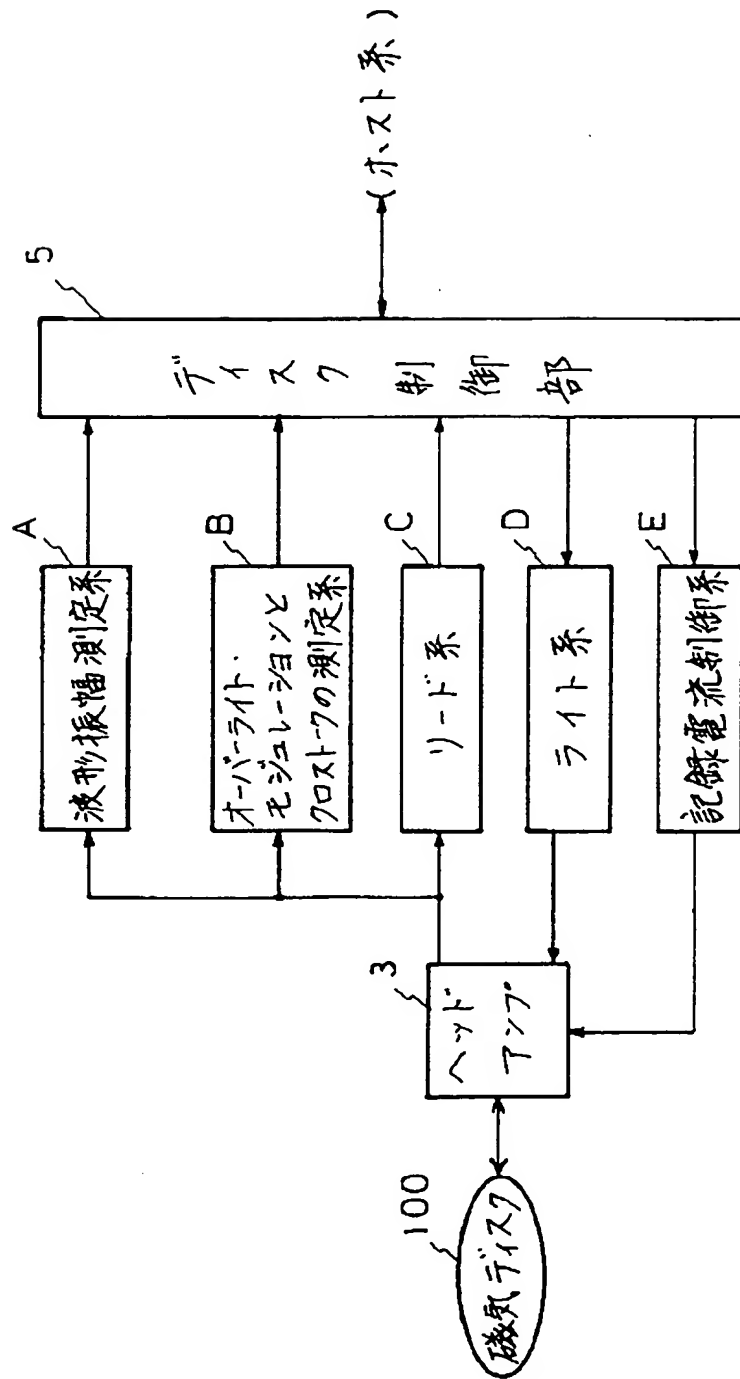 100
磁気ディスク
3
ヘッド
アンプ
A
波形振幅測定系
B
オーバーライト・
モジュレーションと
クロストークの測定系
C
リード系
D
ライト系
E
記録電流制御系
5
ディスク制御部
(ホスト系)